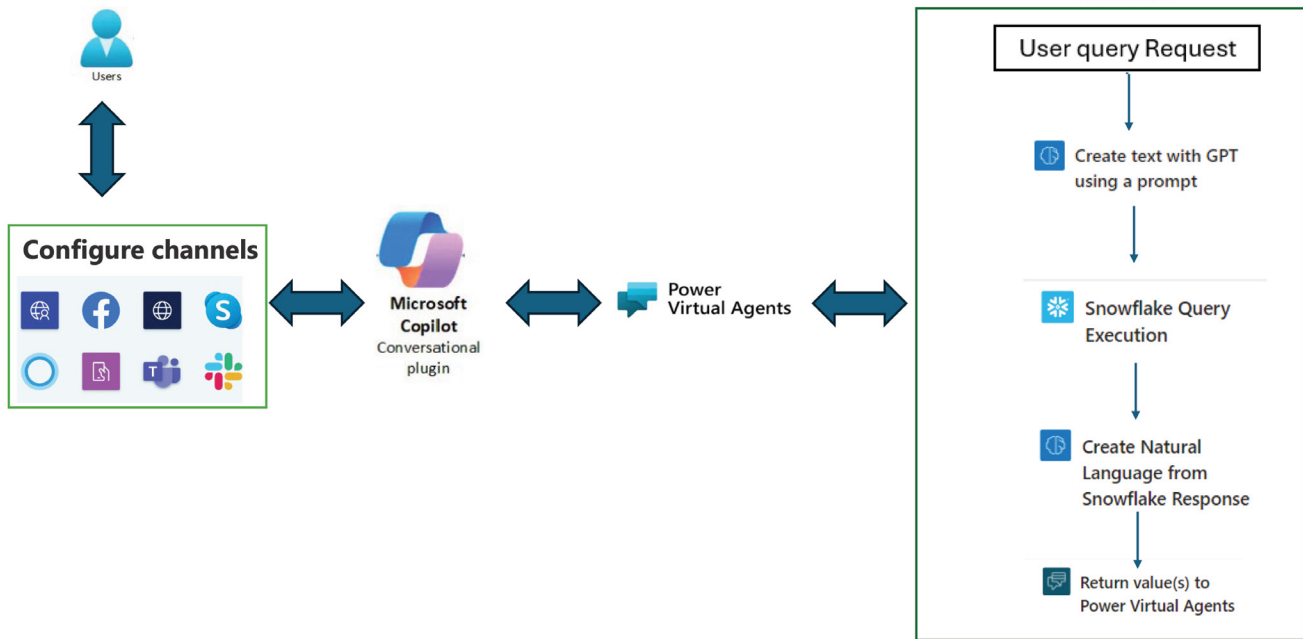 Users
Configure channels
S
T
Microsoft
Copilot
Conversational
plugin
Power
Virtual Agents
User query Request
Create text with GPT
using a prompt
Snowflake Query
Execution
Create Natural
Language from
Snowflake Response
Return value(s) to
Power Virtual Agents